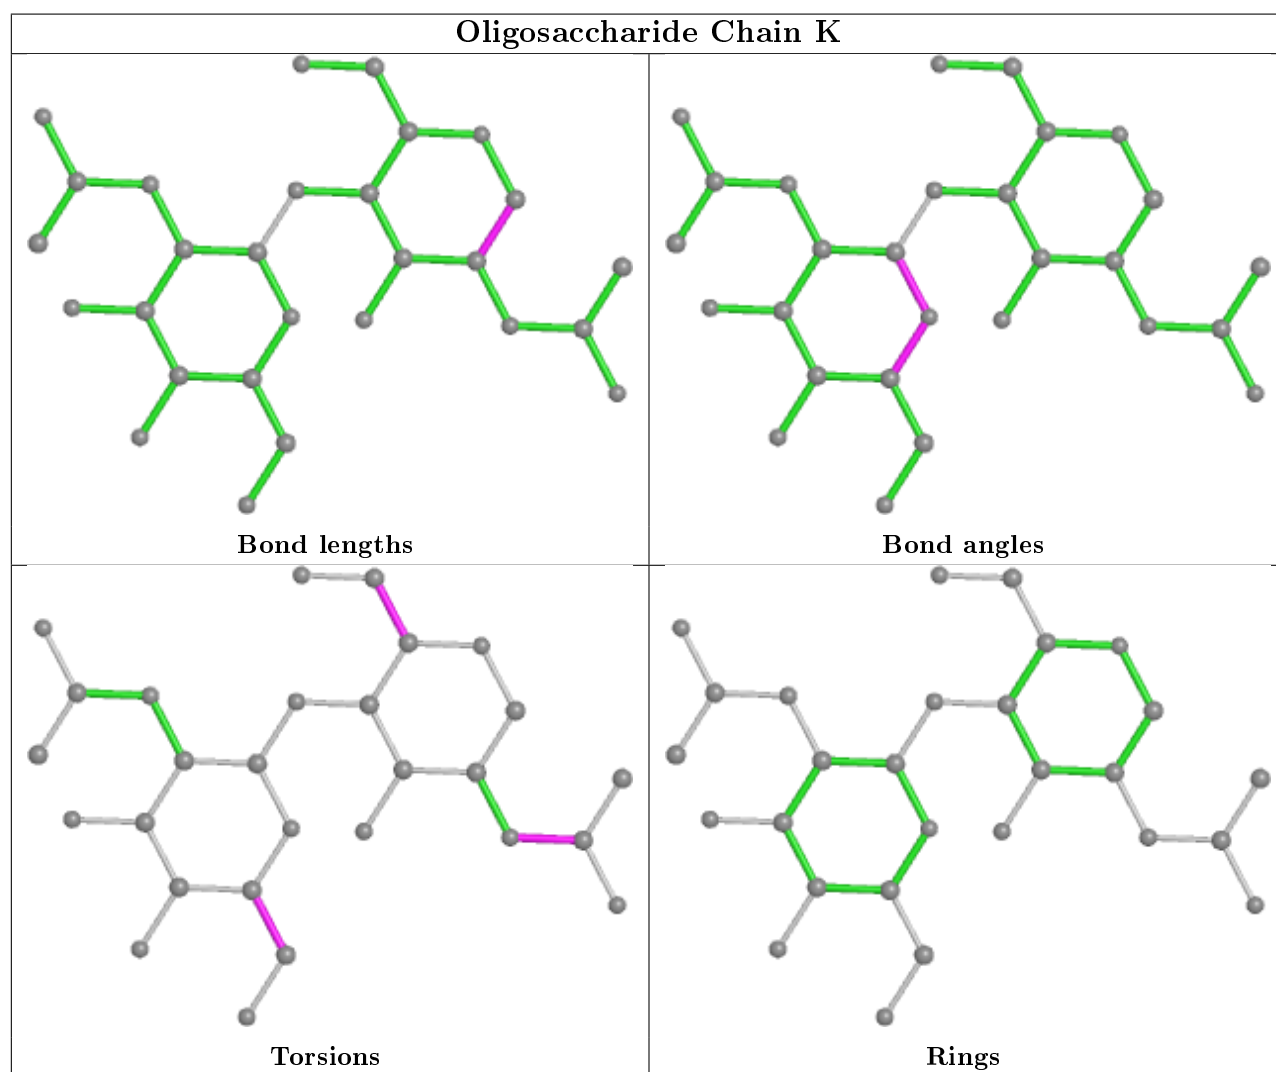 Oligosaccharide Chain K
Bond lengths
Bond angles
Torsions
Rings